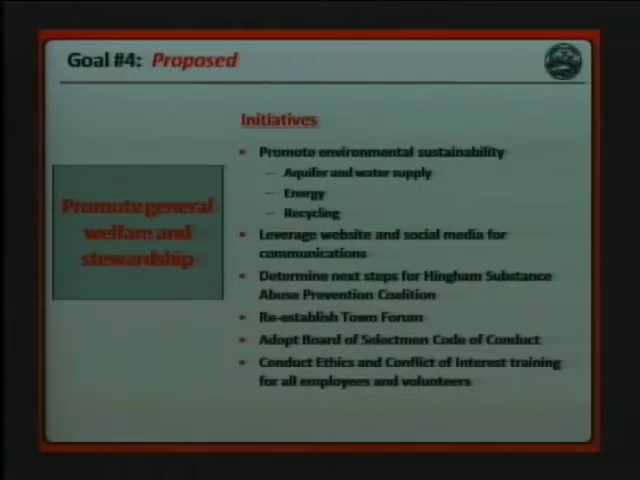 Goal #4: Proposed
Initiatives
Promote general
welfare and
stewardship
• Promote environmental sustainability
– Aquifer and water supply
– Energy
– Recycling
• Leverage website and social media for
communications
• Determine next steps for Hingham Substance
Abuse Prevention Coalition
• Re-establish Town Forum
• Adopt Board of Selectmen Code of Conduct
• Conduct Ethics and Conflict of Interest training
for all employees and volunteers